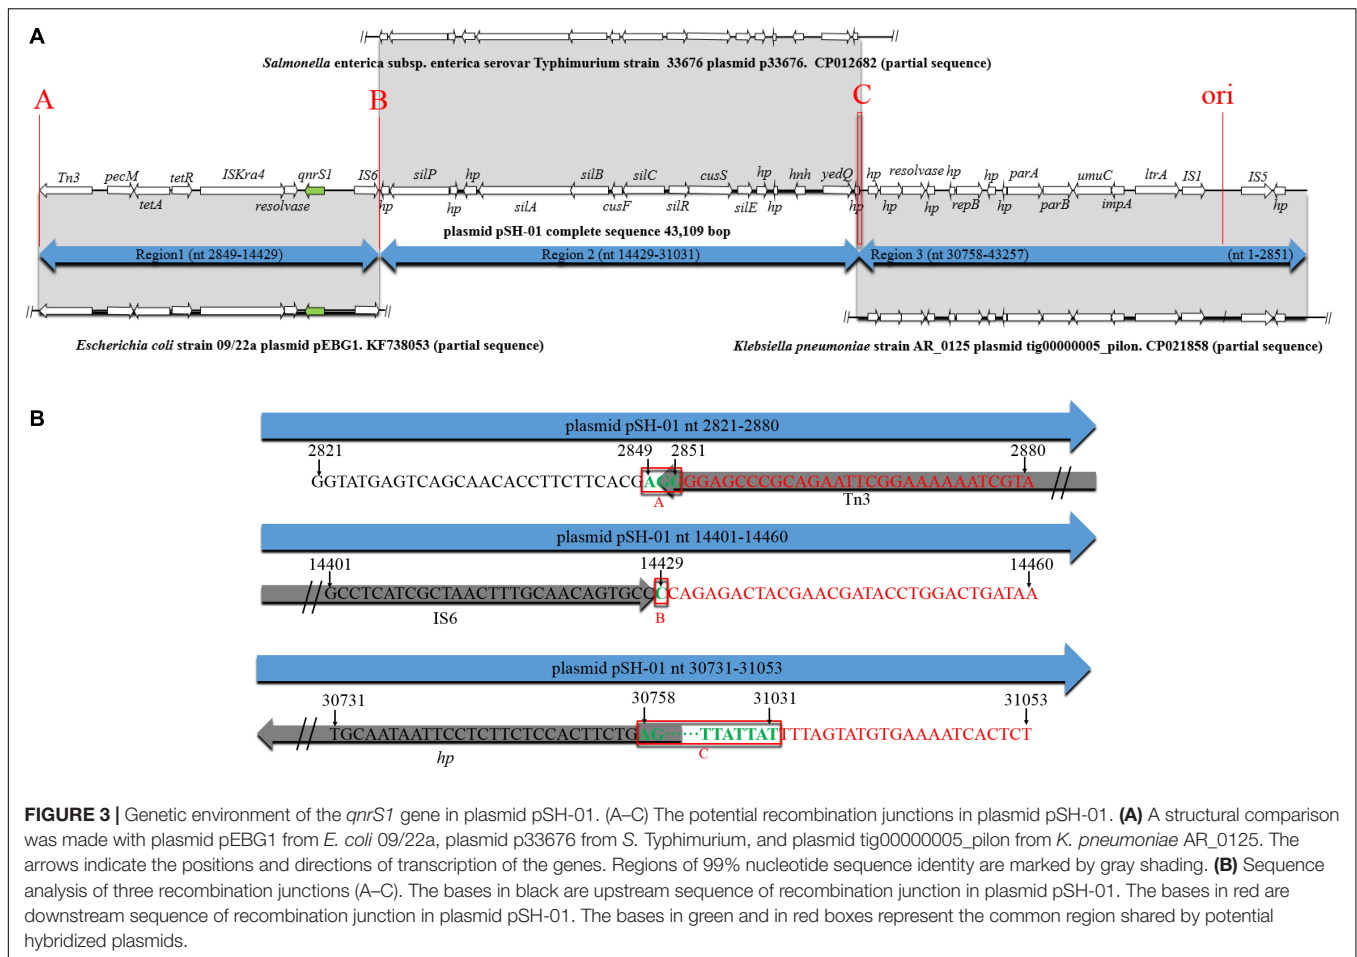 A
Salmonella enterica subsp. enterica serovar Typhimurium strain 33676 plasmid p33676. CP012682 (partial sequence)
A B C ori
Tn3 pecM tetR ISKra4 qnrS1 IS6 silP hp silB silC cusS hp hnh yedQ hp resolvase hp hp parA umuC ltrA IS1 IS5
tetA resolvase hp hp silA cusF silR silE hp hp hp hp repB hp parB impA hp
plasmid pSH-01 complete sequence 43,109 bop
Region1 (nt 2849-14429) Region 2 (nt 14429-31031) Region 3 (nt 30758-43257) (nt 1-2851)
Escherichia coli strain 09/22a plasmid pEBG1. KF738053 (partial sequence)
Klebsiella pneumoniae strain AR_0125 plasmid tig00000005_pilon. CP021858 (partial sequence)
B
plasmid pSH-01 nt 2821-2880
2821 2849 2851 2880
GGTATGAGTCAGCAACACCTTCTTCACGAGGGGAGCCCGCAGAATTCGGAAAAAATCGTA
A Tn3
plasmid pSH-01 nt 14401-14460
14401 14429 14460
GCCTCATCGCTAACTTTGCAACAGTGCCCCAGAGACTACGAACGATACCTGGACTGATAA
IS6 B
plasmid pSH-01 nt 30731-31053
30731 30758 31031 31053
TGCAATAATTCCTCTTCTCCACTTCTGAG······TTATTATTTTAGTATGTGAAAATCACTCT
hp C
FIGURE 3 | Genetic environment of the qnrS1 gene in plasmid pSH-01. (A–C) The potential recombination junctions in plasmid pSH-01. (A) A structural comparison
was made with plasmid pEBG1 from E. coli 09/22a, plasmid p33676 from S. Typhimurium, and plasmid tig00000005_pilon from K. pneumoniae AR_0125. The
arrows indicate the positions and directions of transcription of the genes. Regions of 99% nucleotide sequence identity are marked by gray shading. (B) Sequence
analysis of three recombination junctions (A–C). The bases in black are upstream sequence of recombination junction in plasmid pSH-01. The bases in red are
downstream sequence of recombination junction in plasmid pSH-01. The bases in green and in red boxes represent the common region shared by potential
hybridized plasmids.